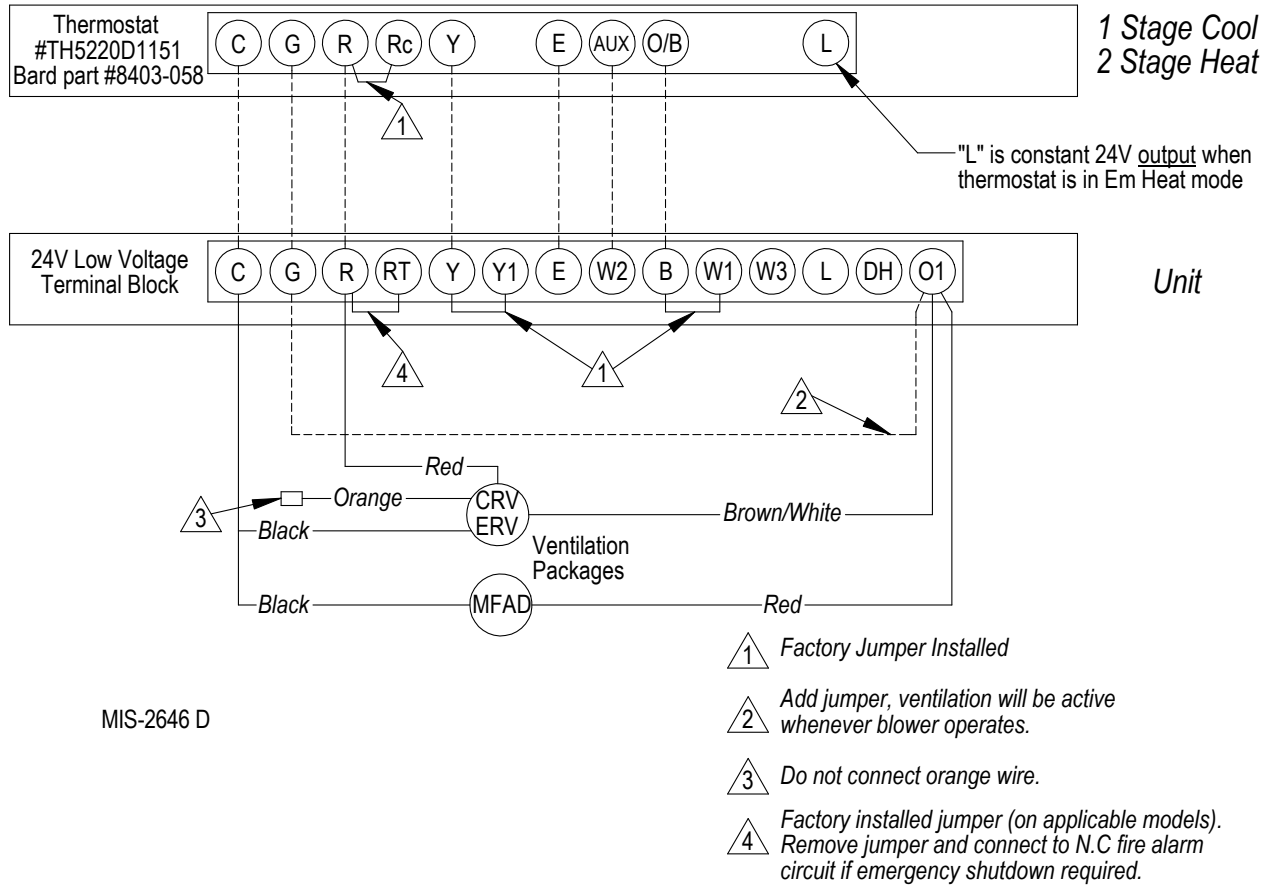 Thermostat
#TH5220D1151
Bard part #8403-058
C G R Rc Y E AUX O/B L
1 Stage Cool
2 Stage Heat
1
"L" is constant 24V output when
thermostat is in Em Heat mode
24V Low Voltage
Terminal Block
C G R RT Y Y1 E W2 B W1 W3 L DH O1
Unit
4
1
2
Red
3
Orange
CRV
ERV
Brown/White
Black
Ventilation
Packages
Black
MFAD
Red
1 Factory Jumper Installed
2 Add jumper, ventilation will be active
whenever blower operates.
3 Do not connect orange wire.
4 Factory installed jumper (on applicable models).
Remove jumper and connect to N.C fire alarm
circuit if emergency shutdown required.
MIS-2646 D